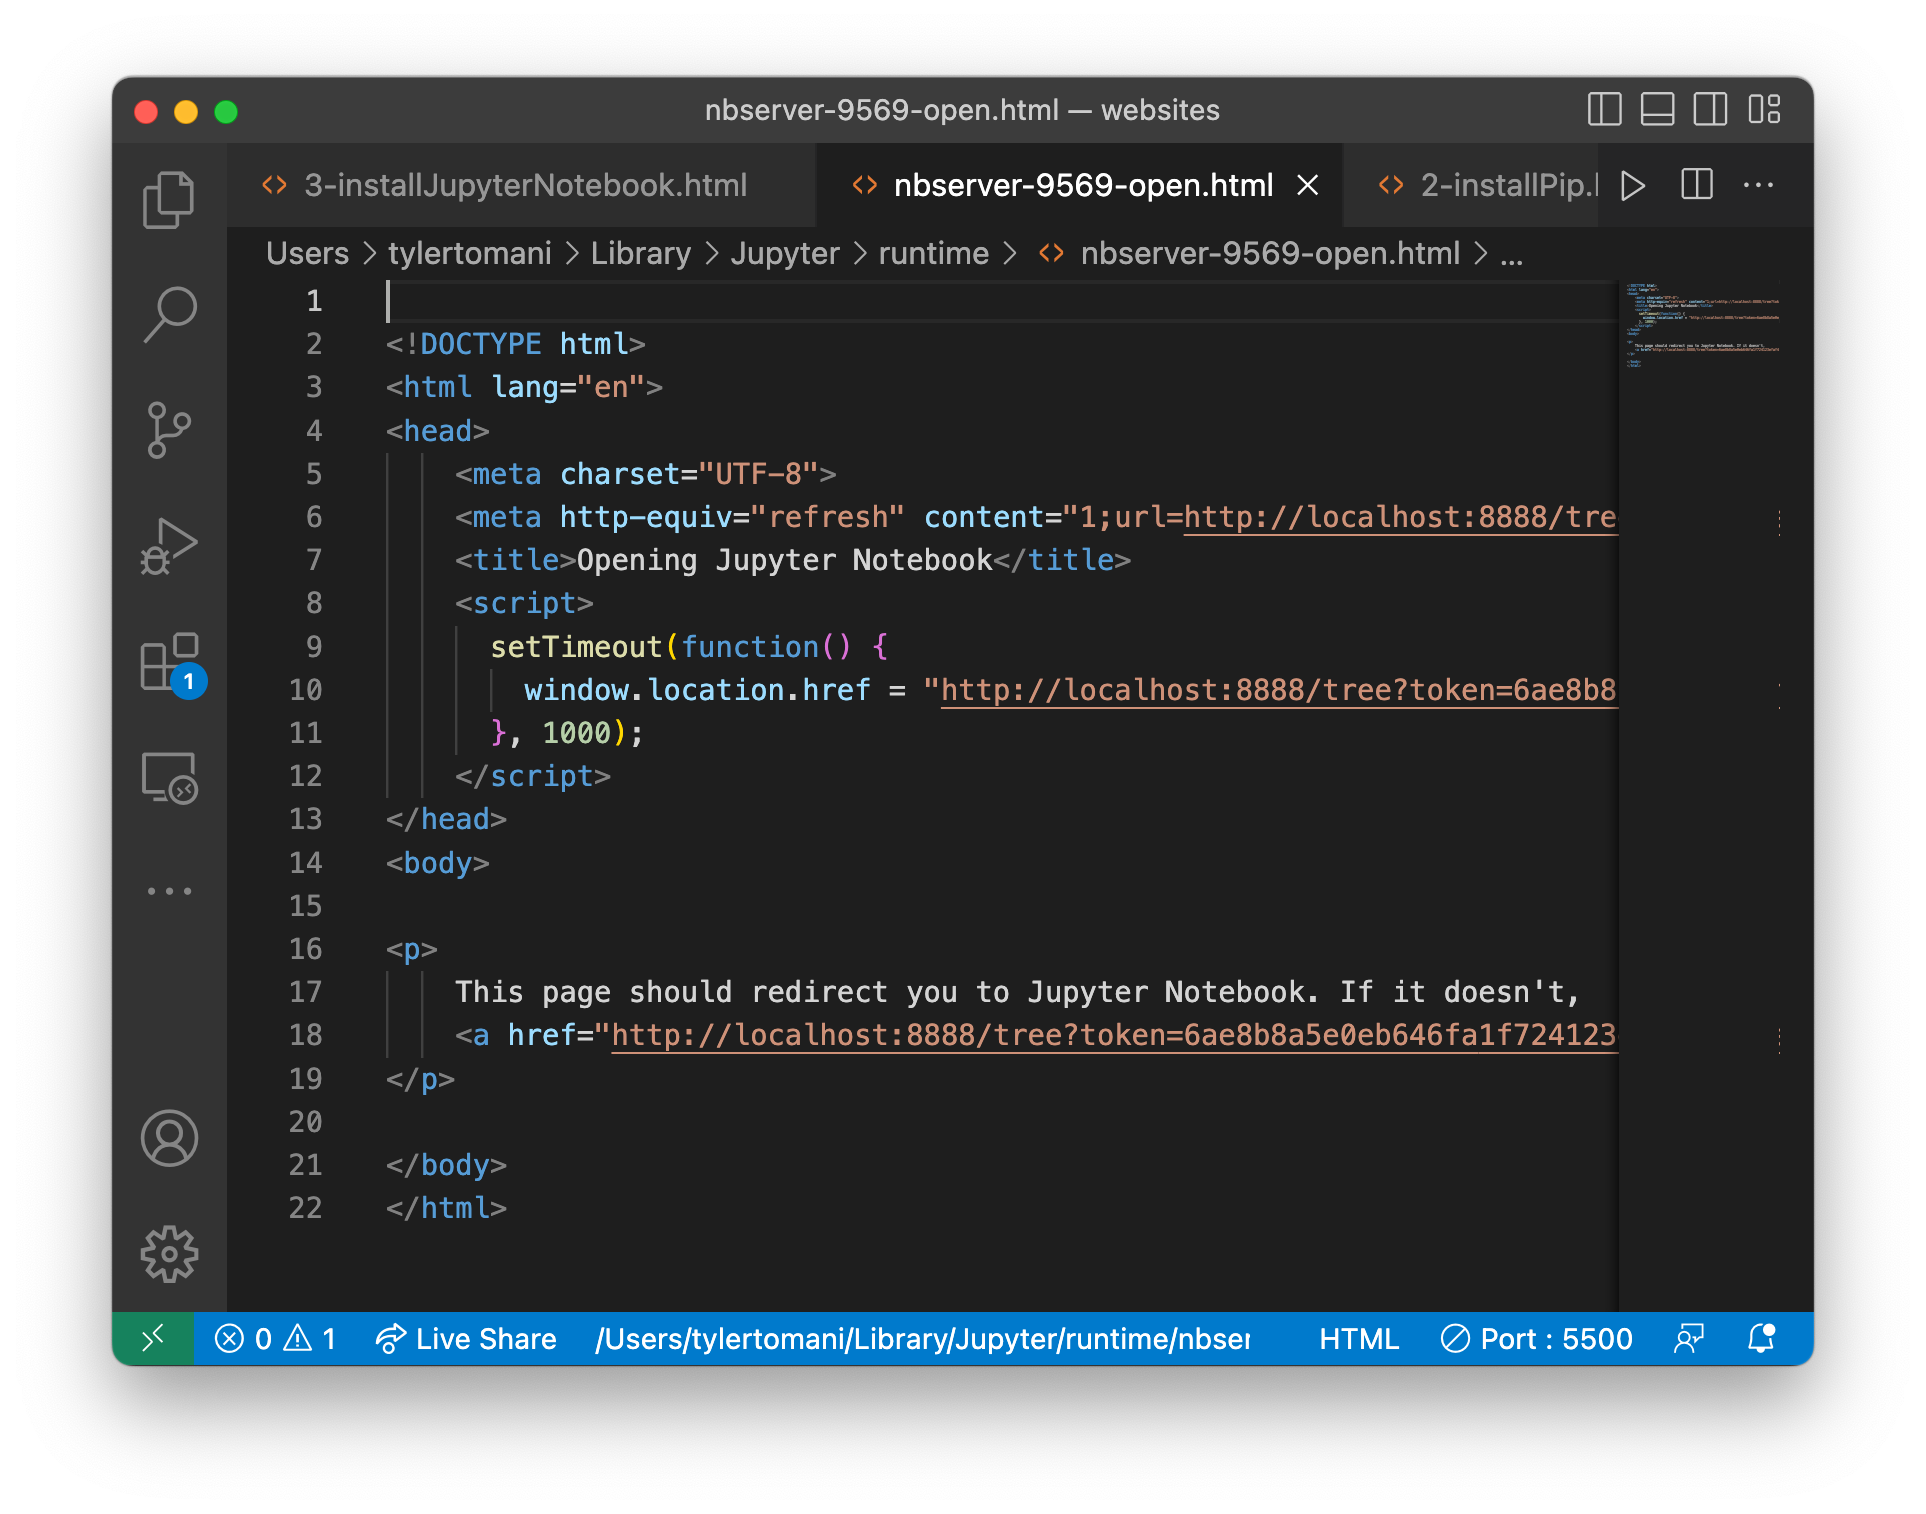 nbserver-9569-open.html — websites
3-installJupyterNotebook.html
nbserver-9569-open.html
2-installPip.
Users > tylertomani > Library > Jupyter > runtime > nbserver-9569-open.html > ...
1
2 <!DOCTYPE html>
3 <html lang="en">
4 <head>
5 <meta charset="UTF-8">
6 <meta http-equiv="refresh" content="1;url=http://localhost:8888/tre
7 <title>Opening Jupyter Notebook</title>
8 <script>
9 setTimeout(function() {
10 window.location.href = "http://localhost:8888/tree?token=6ae8b8
11 }, 1000);
12 </script>
13 </head>
14 <body>
15
16 <p>
17 This page should redirect you to Jupyter Notebook. If it doesn't,
18 <a href="http://localhost:8888/tree?token=6ae8b8a5e0eb646fa1f724123
19 </p>
20
21 </body>
22 </html>
1
0 1 Live Share /Users/tylertomani/Library/Jupyter/runtime/nbser HTML Port : 5500